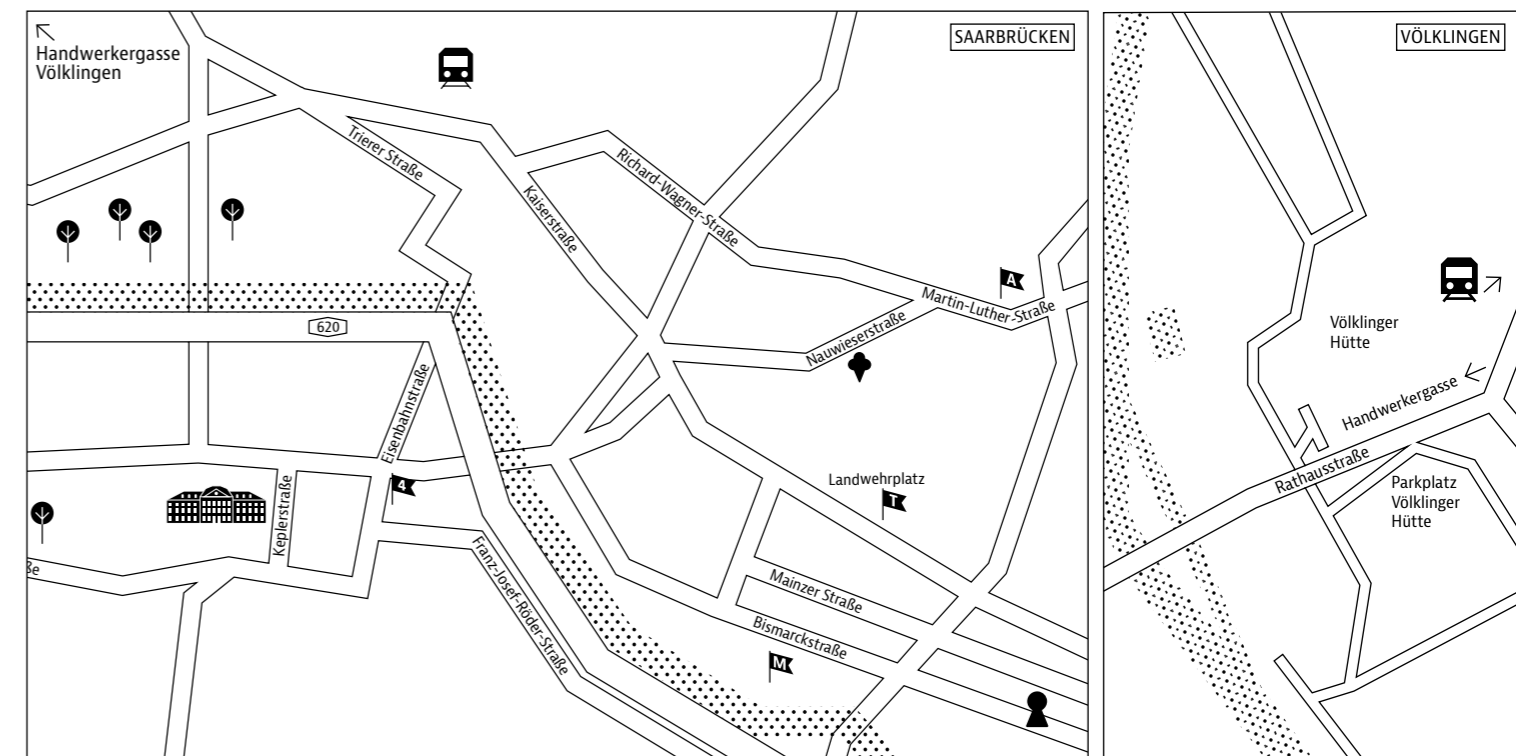 Handwerkergasse
Völklingen
SAARBRÜCKEN
Trierer Straße
Richard-Wagner-Straße
Kaiserstraße
A
Martin-Luther-Straße
Nauwieserstraße
620
Eisenbahnstraße
4
Keplerstraße
Landwehrplatz
T
Franz-Josef-Röder-Straße
Mainzer Straße
Bismarckstraße
M
ße
VÖLKLINGEN
Völklinger
Hütte
Handwerkergasse
Rathausstraße
Parkplatz
Völklinger
Hütte